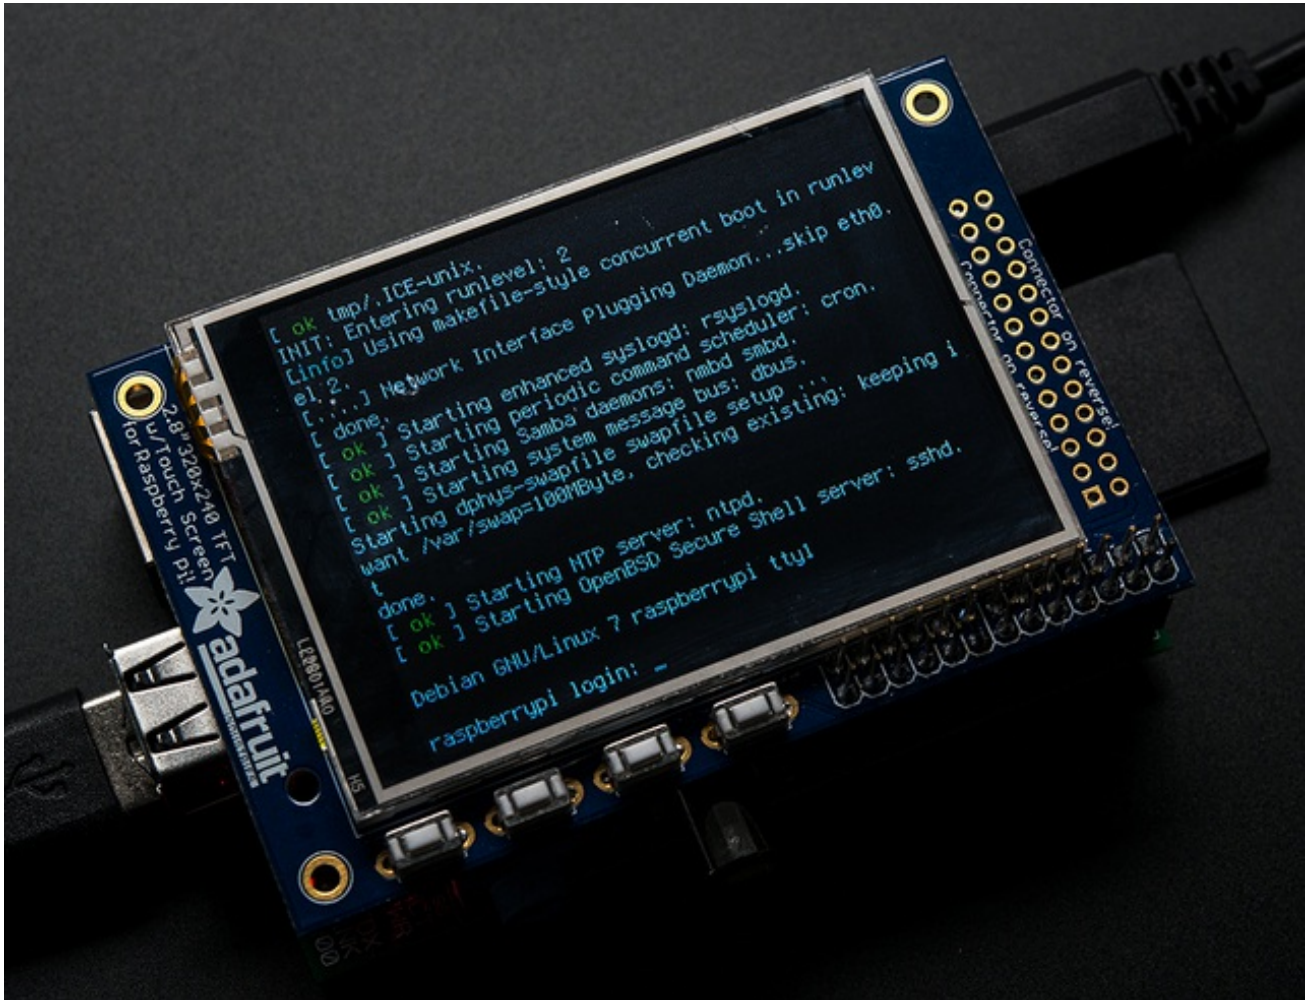 [ ok tmp/.ICE-unix.
INIT: Entering runlevel: 2
[info] Using makefile-style concurrent boot in runlev
el 2.
[....] Network Interface Plugging Daemon...skip eth0.
[ done.
[ ok ] Starting enhanced syslogd: rsyslogd.
[ ok ] Starting periodic command scheduler: cron.
[ ok ] Starting Samba daemons: nmbd smbd.
[ ok ] Starting system message bus: dbus.
Starting dphys-swapfile swapfile setup ...
want /var/swap=100MByte, checking existing: keeping i
t
done.
[ ok ] Starting NTP server: ntpd.
[ ok ] Starting OpenBSD Secure Shell server: sshd.
Debian GNU/Linux 7 raspberrypi tty1
raspberrypi login: _
2.8" 320x240 TFT
w/Touch Screen
for Raspberry Pi!
adafruit
Connector on reverse!
Connector on reverse!
H5